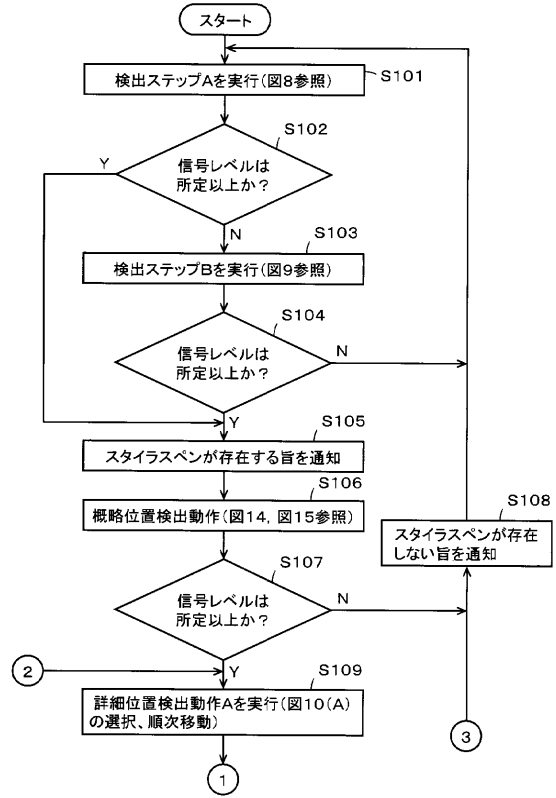 スタート
検出ステップAを実行(図8参照)
S101
S102
Y
信号レベルは
所定以上か?
N
S103
検出ステップBを実行(図9参照)
S104
信号レベルは
所定以上か?
N
Y
S105
スタイラスペンが存在する旨を通知
S106
概略位置検出動作(図14, 図15参照)
S108
スタイラスペンが存在
しない旨を通知
S107
信号レベルは
所定以上か?
N
2
Y
S109
詳細位置検出動作Aを実行(図10(A)
の選択、順次移動)
3
1